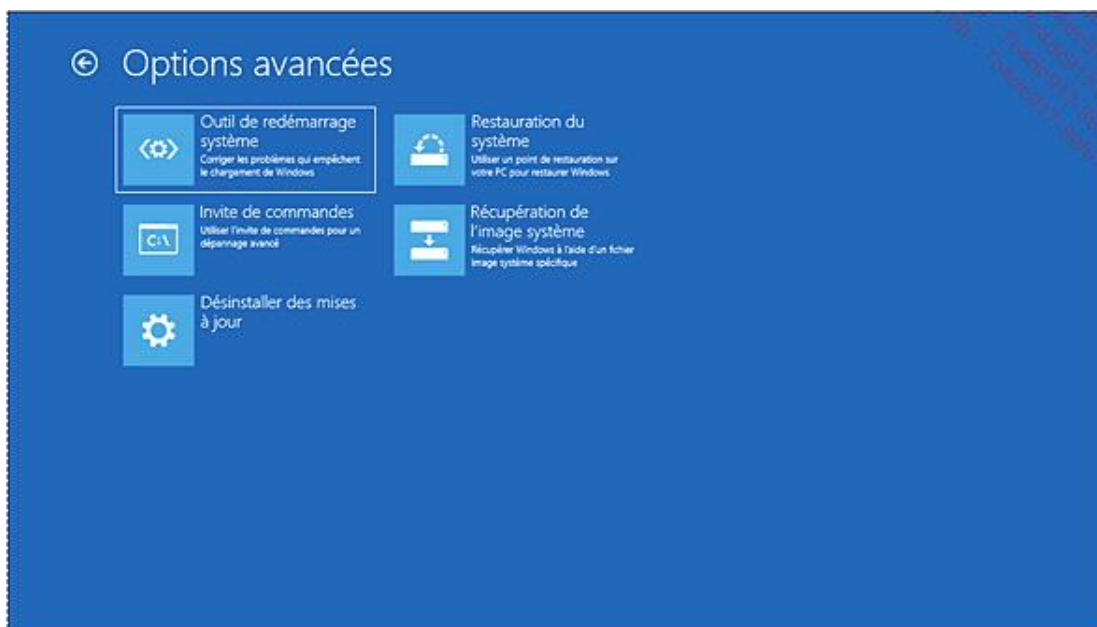 Options avancées
Outil de redémarrage
système
Corriger les problèmes qui empêchent
le chargement de Windows
Restauration du
système
Utiliser un point de restauration sur
votre PC pour restaurer Windows
Invite de commandes
Utiliser l'invite de commandes pour un
dépannage avancé
C:\
Récupération de
l'image système
Récupérer Windows à l'aide d'un fichier
image système spécifique
Désinstaller des mises
à jour